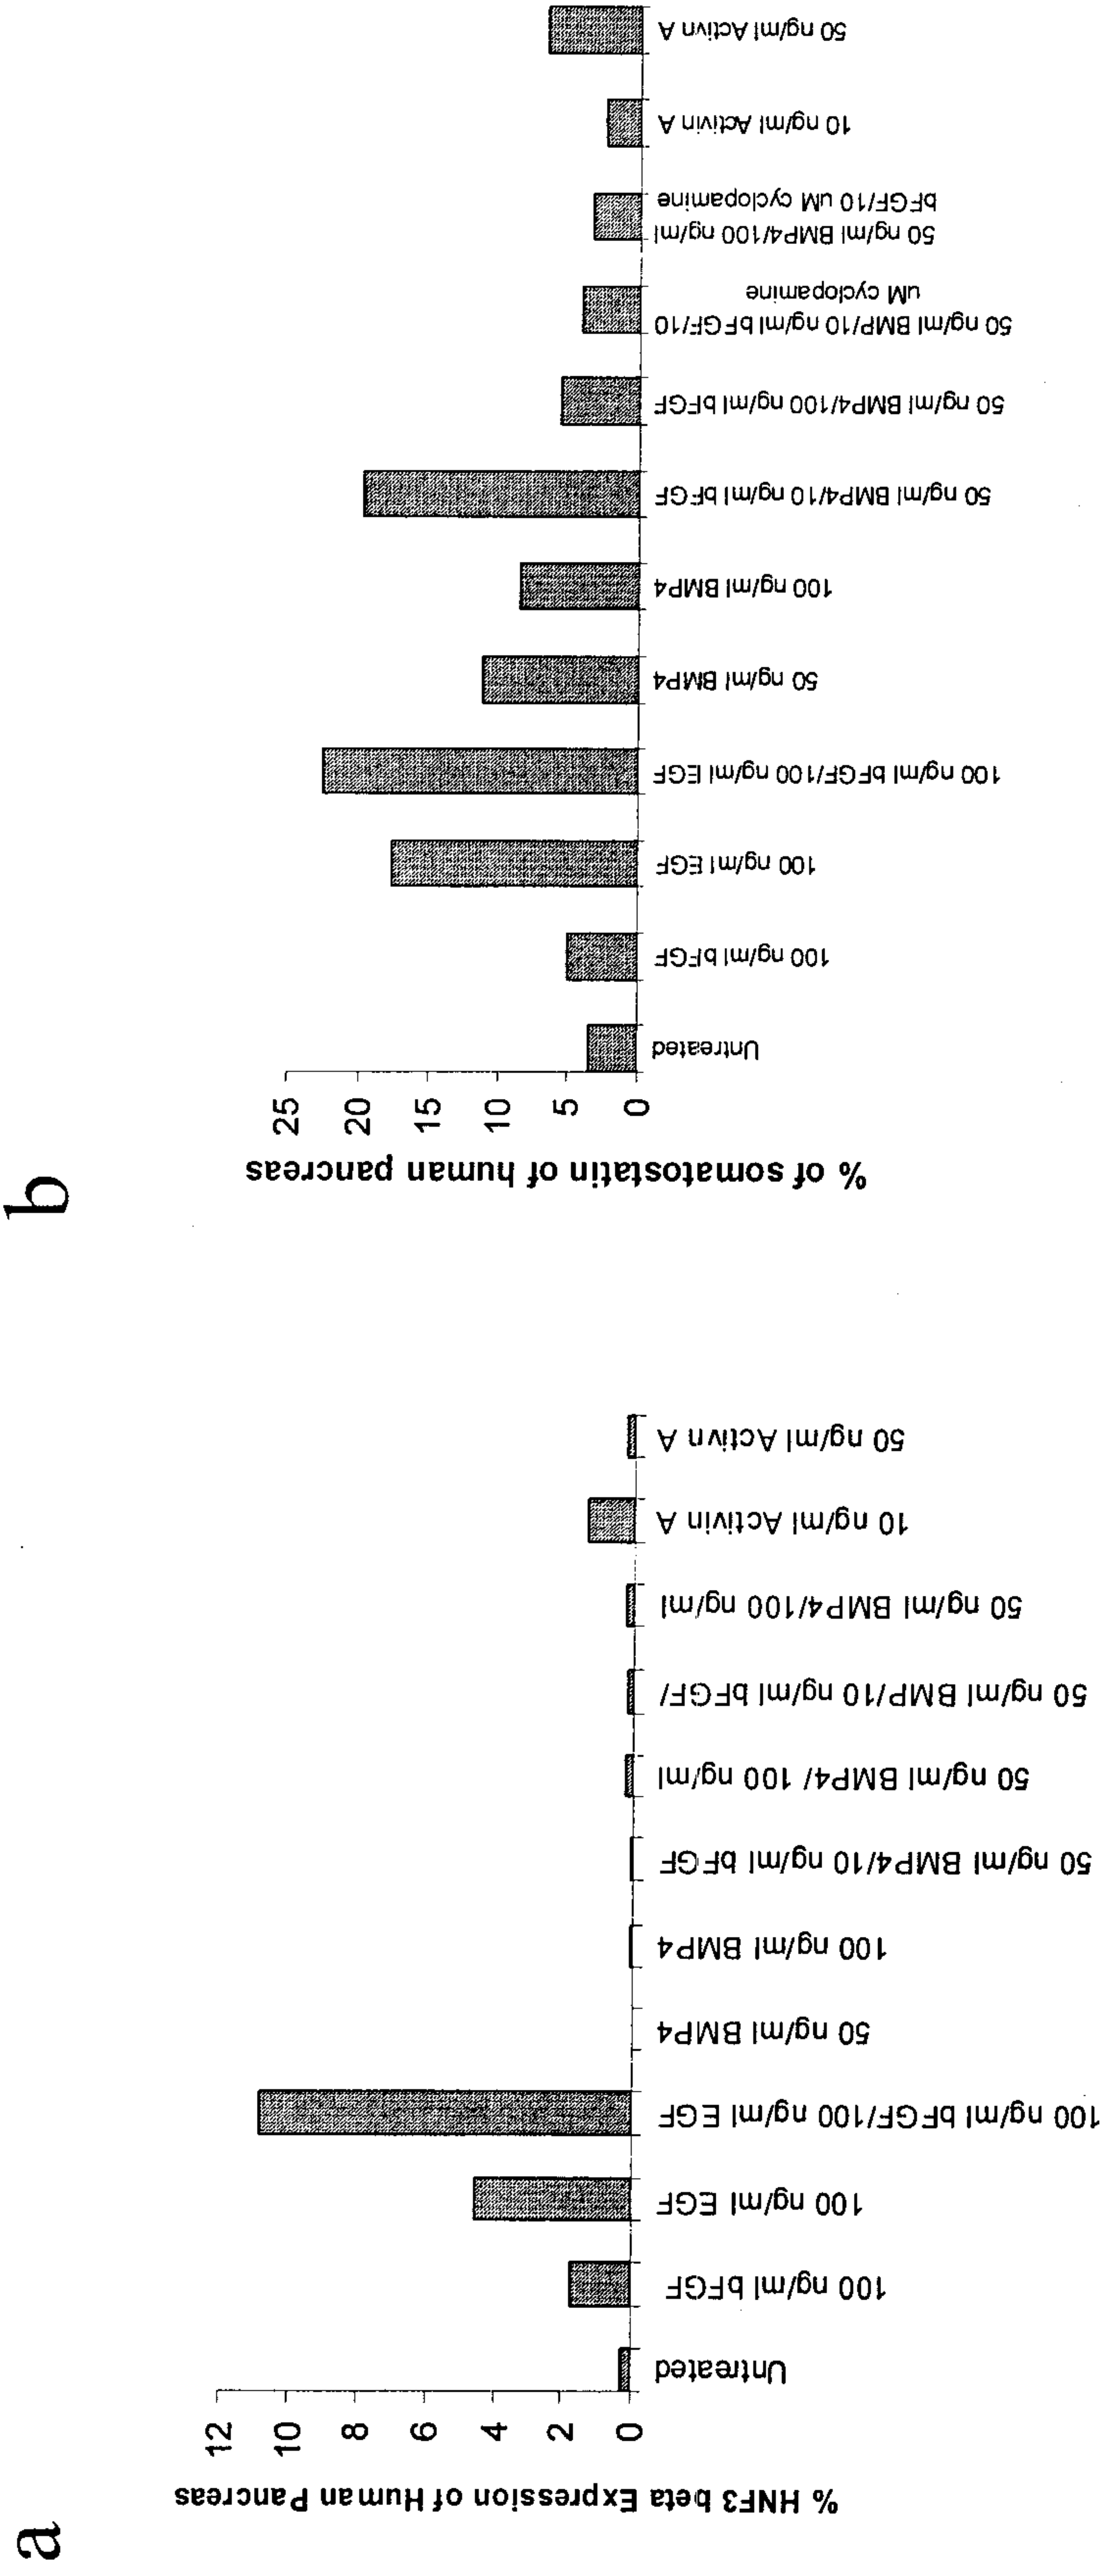 a
% HNF3 beta Expression of Human Pancreas
12
10
8
6
4
2
0
Untreated
100 ng/ml bFGF
100 ng/ml EGF
100 ng/ml bFGF/100 ng/ml EGF
50 ng/ml BMP4
100 ng/ml BMP4
50 ng/ml BMP4/10 ng/ml bFGF
50 ng/ml BMP4/ 100 ng/ml
50 ng/ml BMP/10 ng/ml bFGF/
50 ng/ml BMP4/100 ng/ml
10 ng/ml Activin A
50 ng/ml Activn A
b
% of somatostatin of human pancreas
25
20
15
10
5
0
Untreated
100 ng/ml bFGF
100 ng/ml EGF
100 ng/ml bFGF/100 ng/ml EGF
50 ng/ml BMP4
100 ng/ml BMP4
50 ng/ml BMP4/10 ng/ml bFGF
50 ng/ml BMP4/100 ng/ml bFGF
50 ng/ml BMP/10 ng/ml bFGF/10
uM cyclopamine
50 ng/ml BMP4/100 ng/ml
bFGF/10 uM cyclopamine
10 ng/ml Activin A
50 ng/ml Activn A